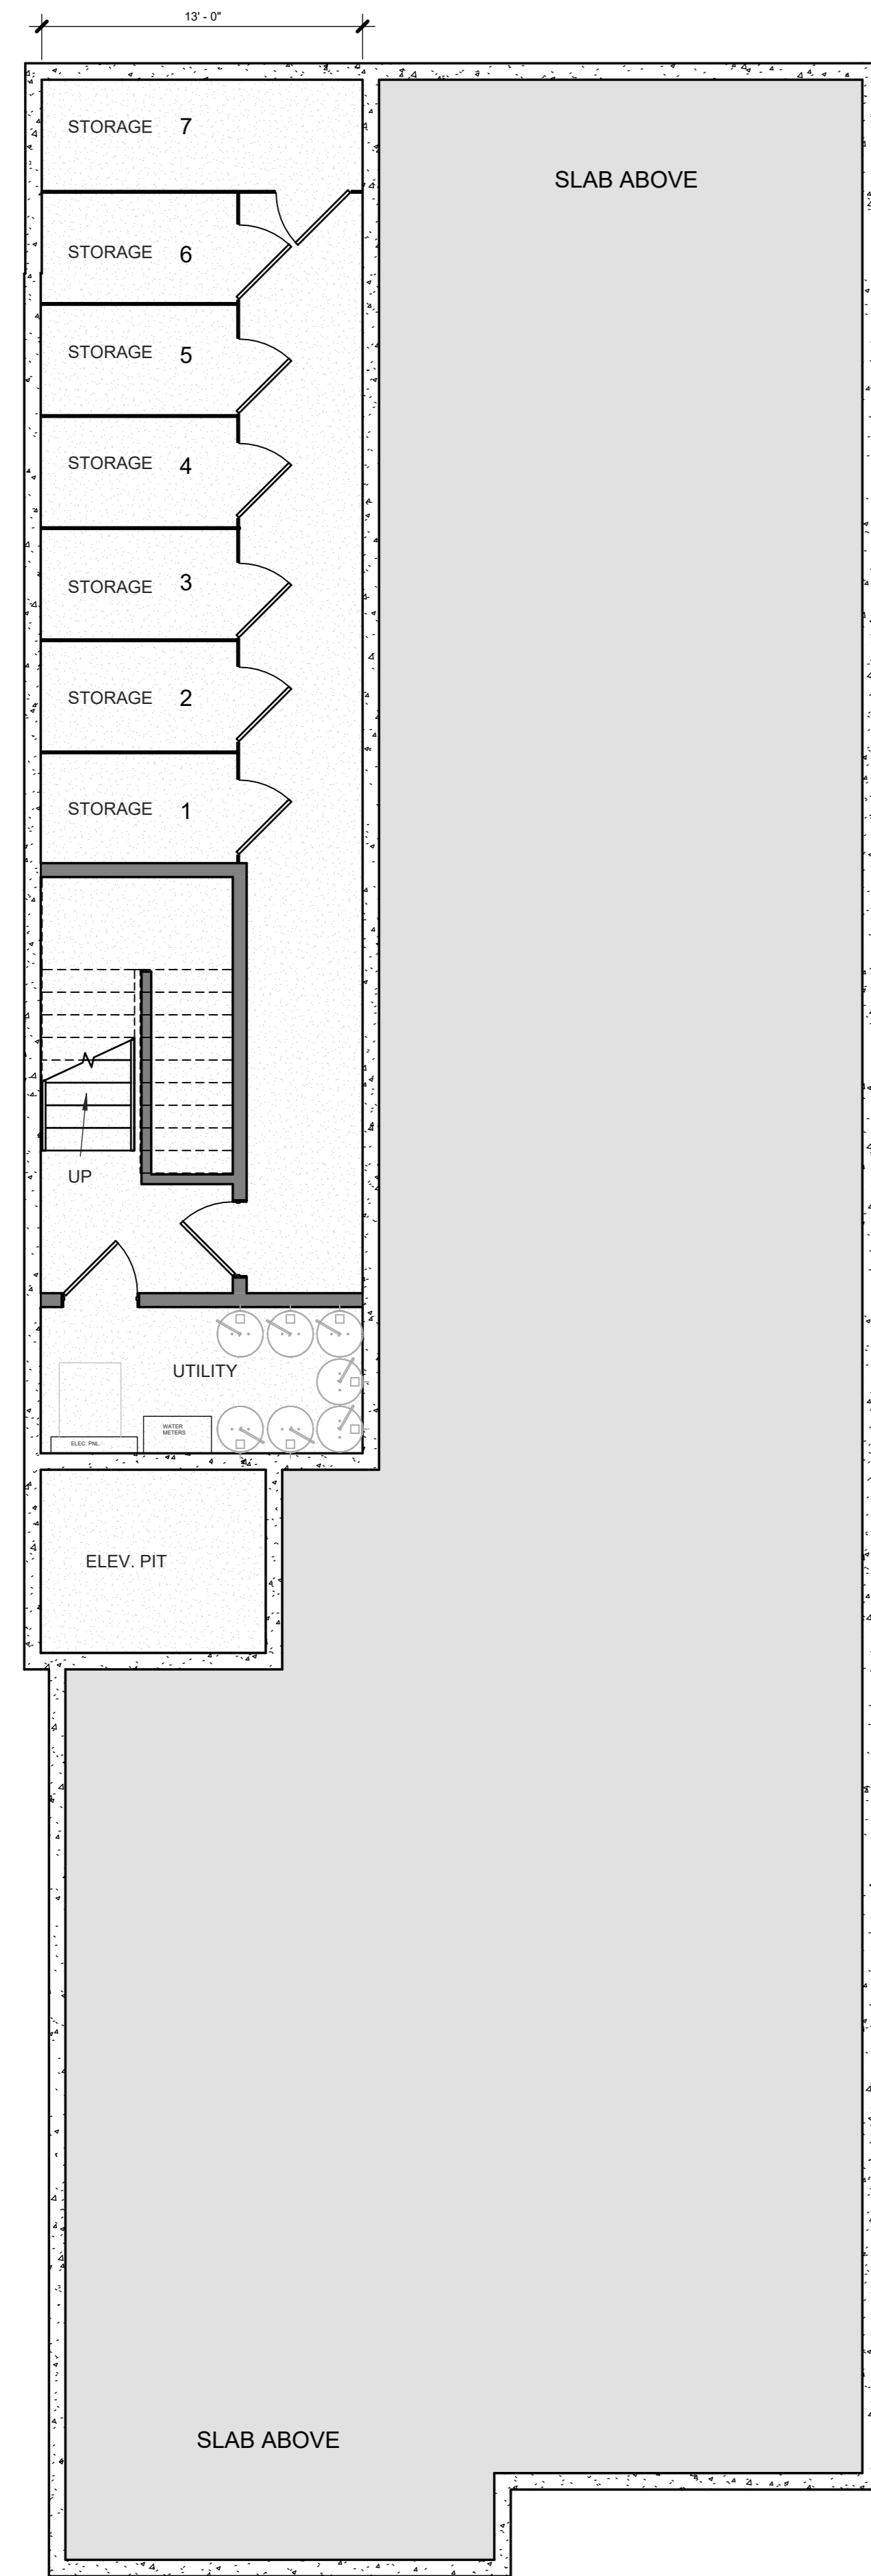 13' - 0"
STORAGE 7
SLAB ABOVE
STORAGE 6
STORAGE 5
STORAGE 4
STORAGE 3
STORAGE 2
STORAGE 1
UP
UTILITY
WATER
METERS
ELEC. PNL.
ELEV. PIT
SLAB ABOVE